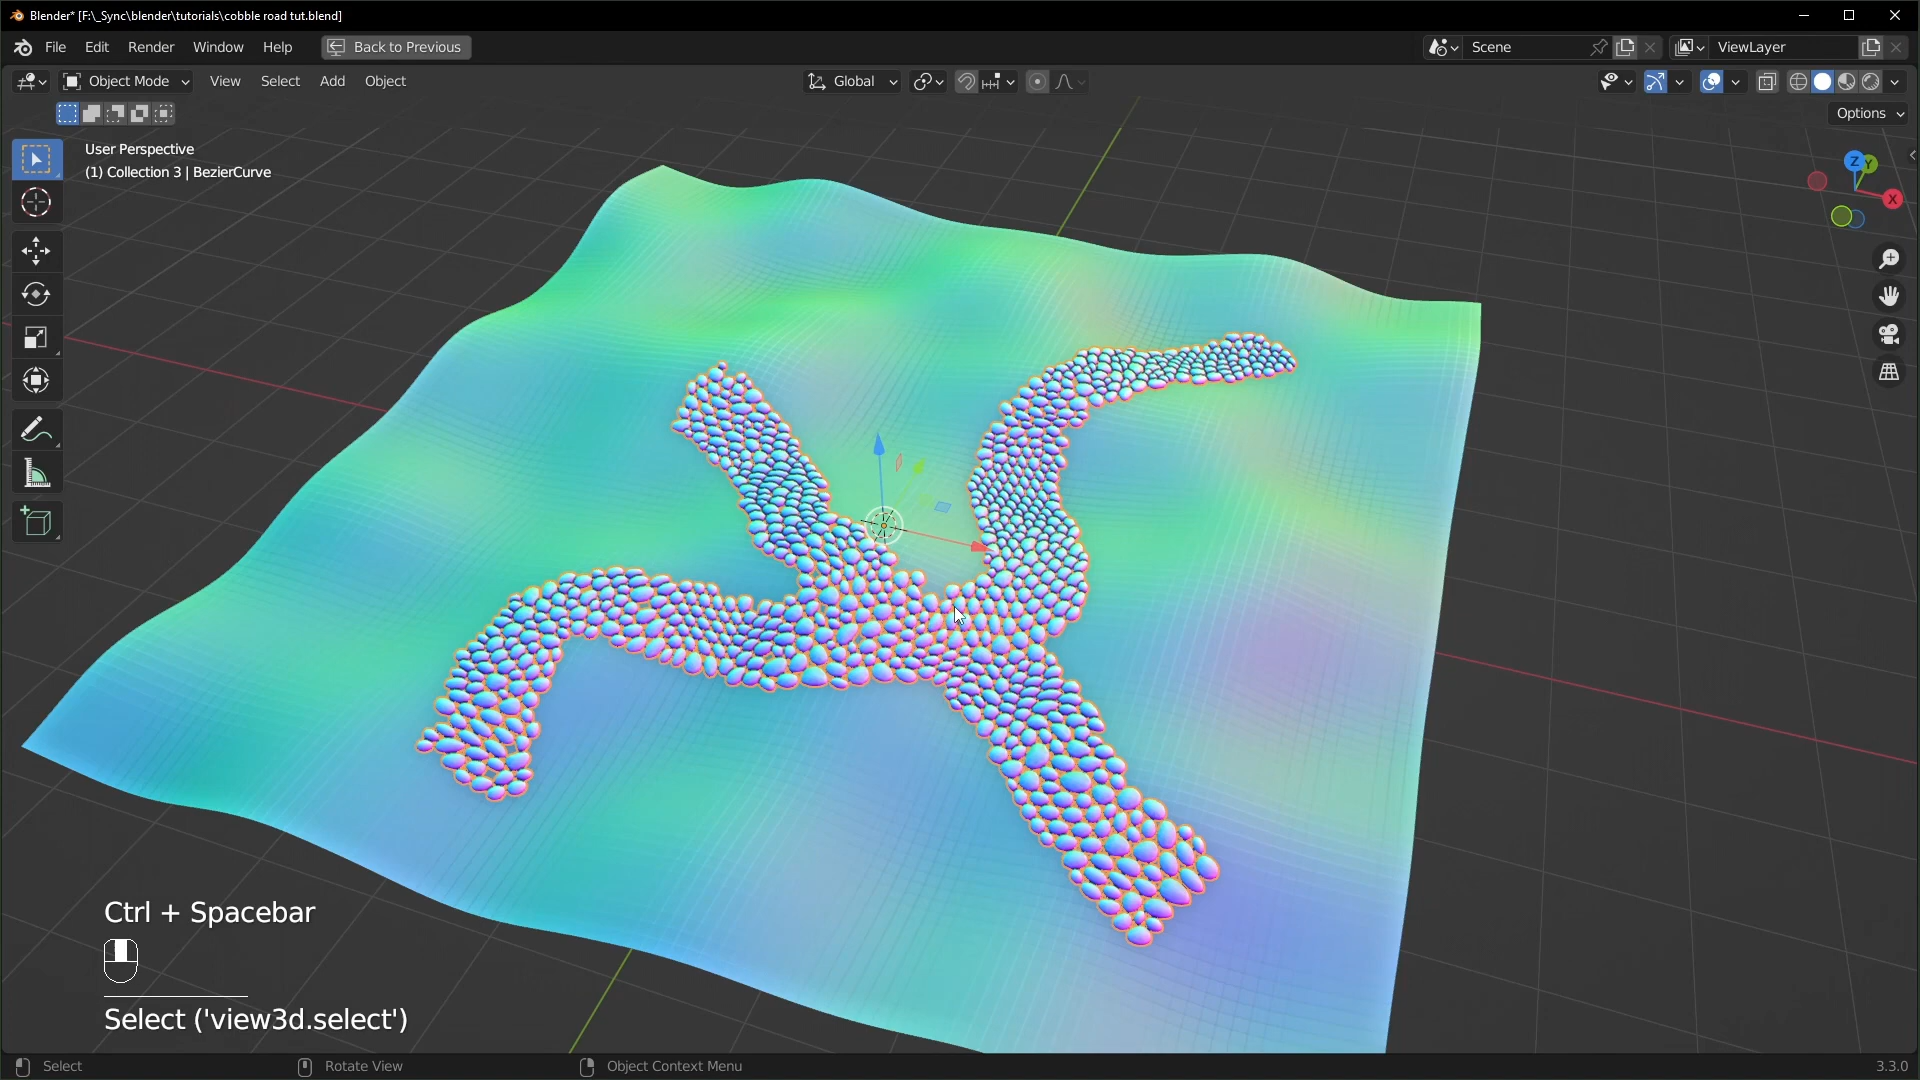 Blender* [F:\_Sync\blender\tutorials\cobble road tut.blend]
File Edit Render Window Help Back to Previous Scene ViewLayer
Object Mode View Select Add Object Global
Options
User Perspective
(1) Collection 3 | BezierCurve
Z Y
X
Ctrl + Spacebar
Select ('view3d.select')
Select Rotate View Object Context Menu 3.3.0